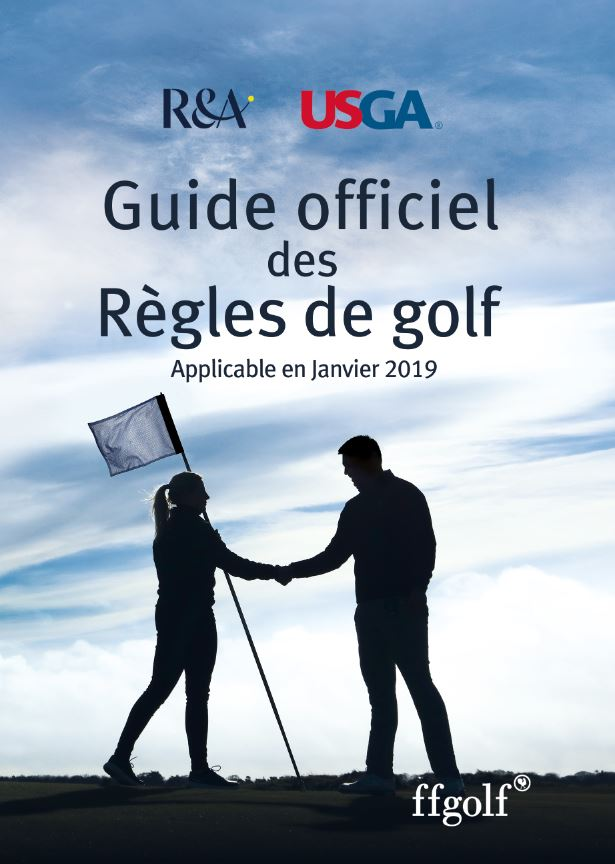 R&A USGA®
Guide officiel
des
Règles de golf
Applicable en Janvier 2019
ffgolf